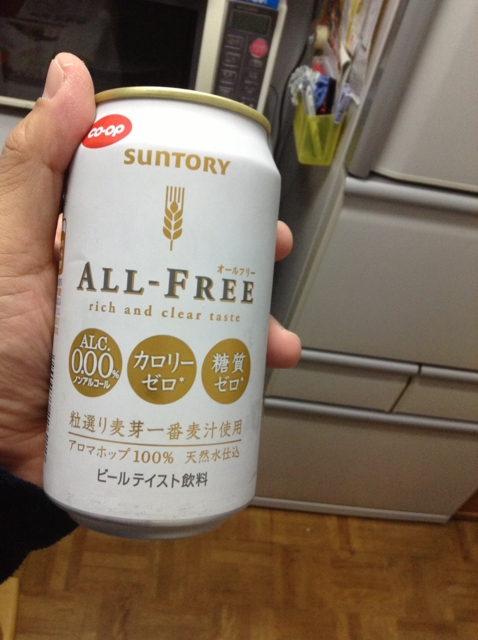 co-op
SUNTORY
オールフリー
ALL-FREE
rich and clear taste
ALC.
0.00%
ノンアルコール
カロリー
ゼロ*
糖質
ゼロ*
粒選り麦芽一番麦汁使用
アロマホップ100% 天然水仕込
ビールテイスト飲料